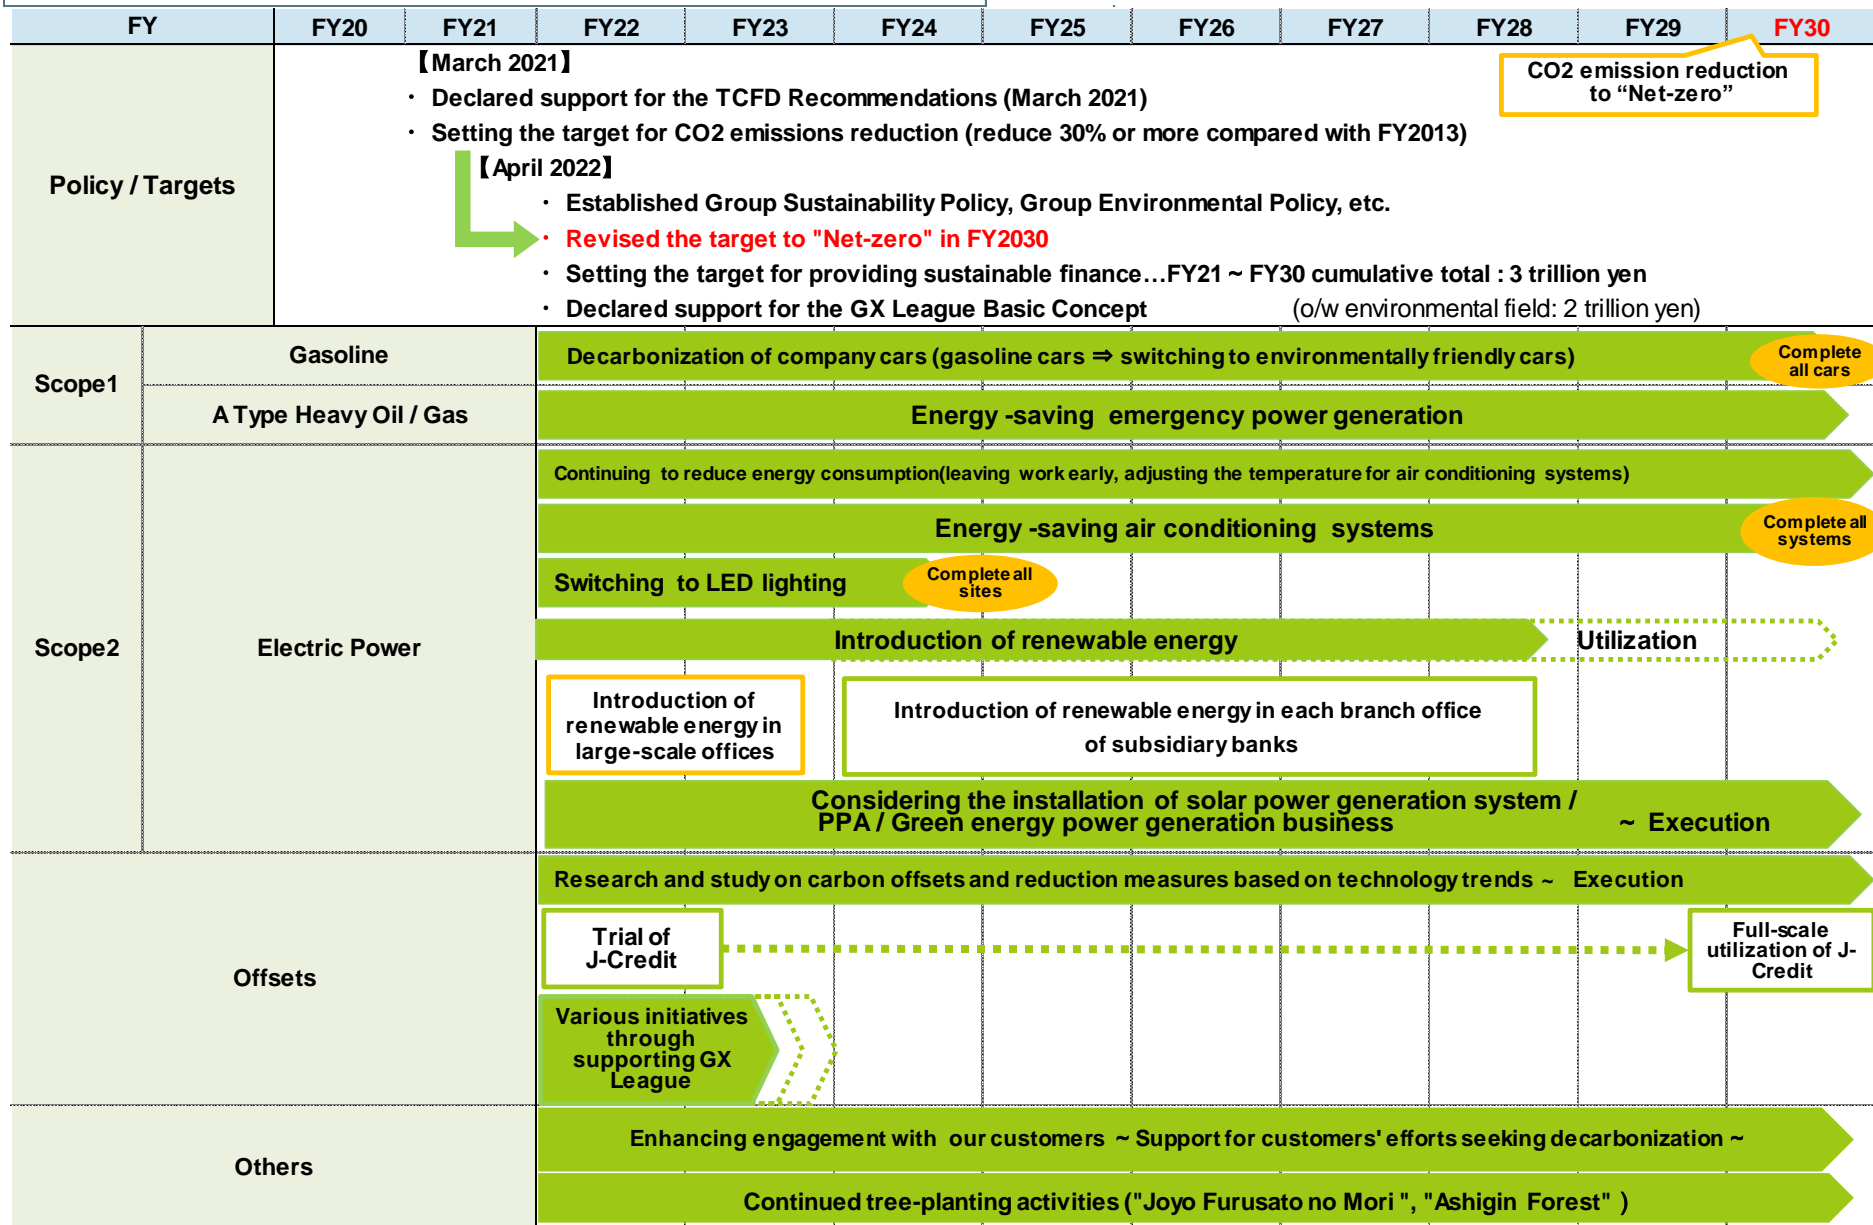 FY FY20 FY21 FY22 FY23 FY24 FY25 FY26 FY27 FY28 FY29 FY30
CO2 emission reduction
to “Net-zero”
Policy / Targets
【March 2021】
・ Declared support for the TCFD Recommendations (March 2021)
・ Setting the target for CO2 emissions reduction (reduce 30% or more compared with FY2013)
【April 2022】
・ Established Group Sustainability Policy, Group Environmental Policy, etc.
・ Revised the target to "Net-zero" in FY2030
・ Setting the target for providing sustainable finance…FY21 ~ FY30 cumulative total : 3 trillion yen
・ Declared support for the GX League Basic Concept (o/w environmental field: 2 trillion yen)
Scope1
Gasoline
Decarbonization of company cars (gasoline cars ⇒ switching to environmentally friendly cars)
Complete
all cars
A Type Heavy Oil / Gas
Energy -saving emergency power generation
Scope2
Electric Power
Continuing to reduce energy consumption(leaving work early, adjusting the temperature for air conditioning systems)
Energy -saving air conditioning systems
Complete all
systems
Switching to LED lighting
Complete all
sites
Introduction of renewable energy
Utilization
Introduction of
renewable energy in
large-scale offices
Introduction of renewable energy in each branch office
of subsidiary banks
Considering the installation of solar power generation system /
PPA / Green energy power generation business ~ Execution
Offsets
Research and study on carbon offsets and reduction measures based on technology trends ~ Execution
Trial of
J-Credit
Full-scale
utilization of J-
Credit
Various initiatives
through
supporting GX
League
Others
Enhancing engagement with our customers ~ Support for customers' efforts seeking decarbonization ~
Continued tree-planting activities ("Joyo Furusato no Mori ", "Ashigin Forest" )